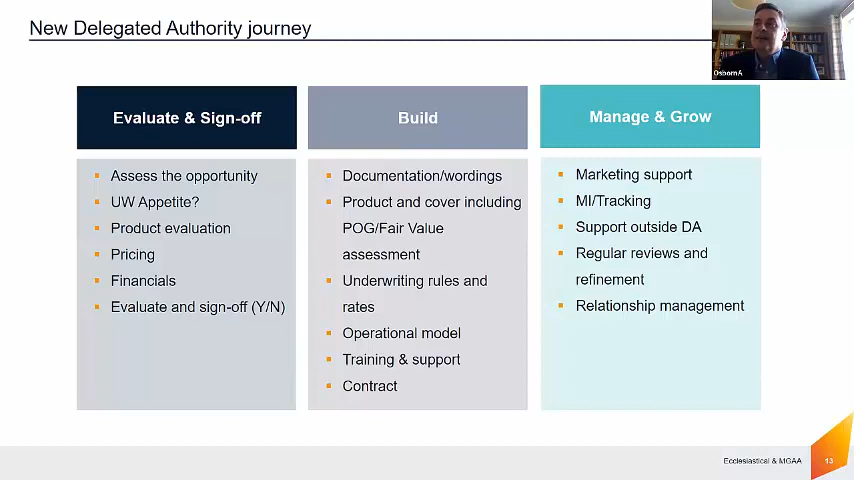 New Delegated Authority journey
OsbornA
Evaluate & Sign-off
Assess the opportunity
UW Appetite?
Product evaluation
Pricing
Financials
Evaluate and sign-off (Y/N)
Build
Documentation/wordings
Product and cover including
POG/Fair Value
assessment
Underwriting rules and
rates
Operational model
Training & support
Contract
Manage & Grow
Marketing support
MI/Tracking
Support outside DA
Regular reviews and
refinement
Relationship management
Ecclesiastical & MGAA
13